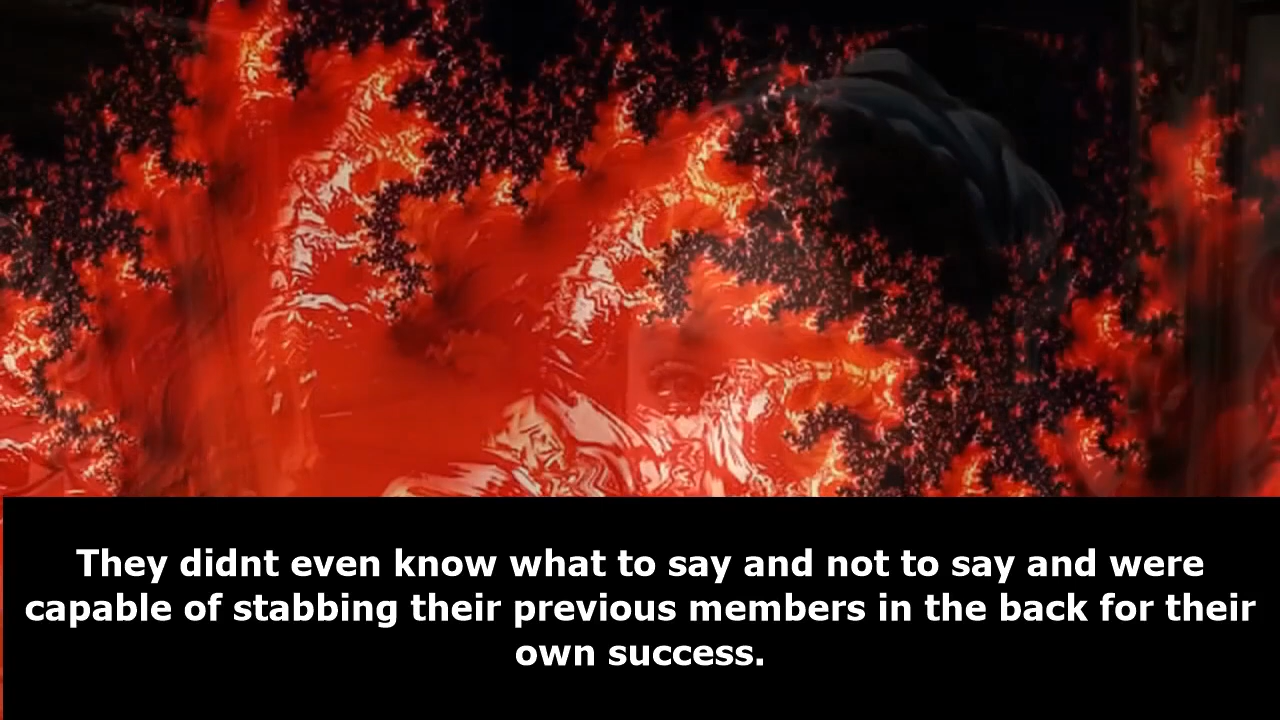 They didnt even know what to say and not to say and were
capable of stabbing their previous members in the back for their
own success.